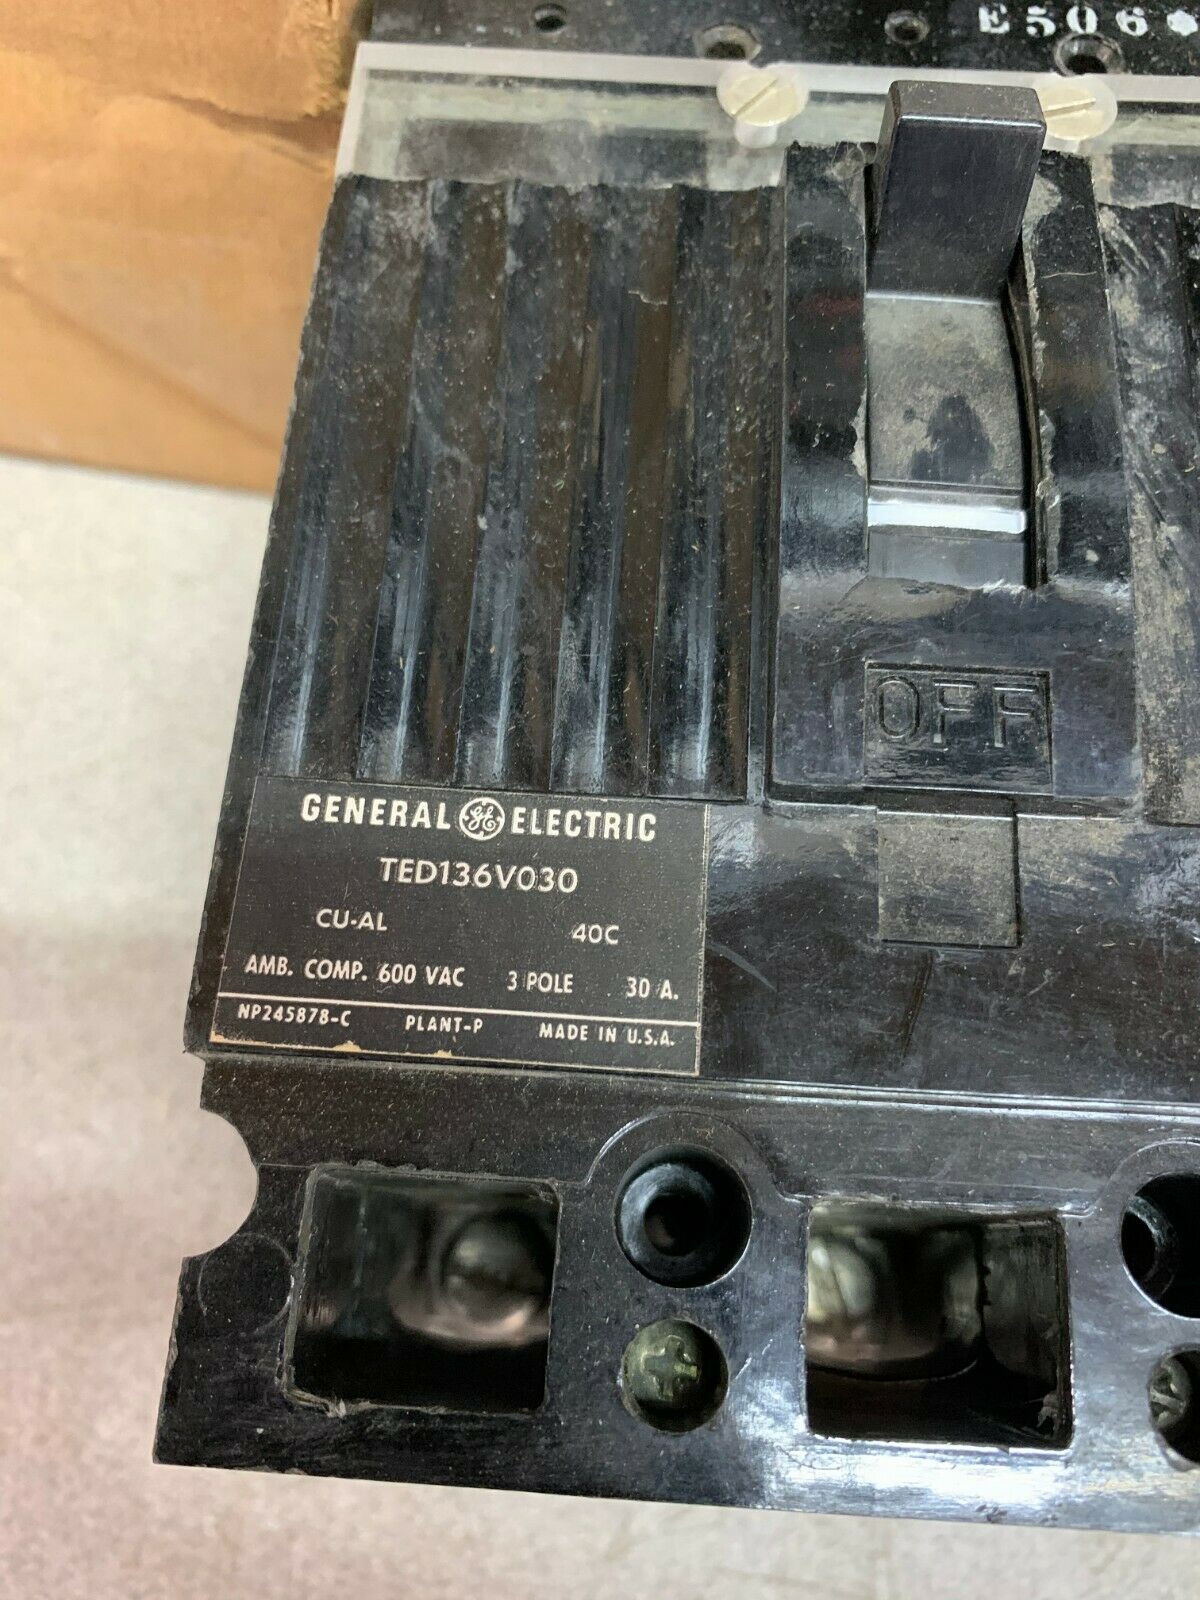 E506
OFF
GENERAL GE ELECTRIC
TED136V030
CU-AL 40C
AMB. COMP. 600 VAC 3 POLE 30 A.
NP245878-C PLANT-P MADE IN U.S.A.